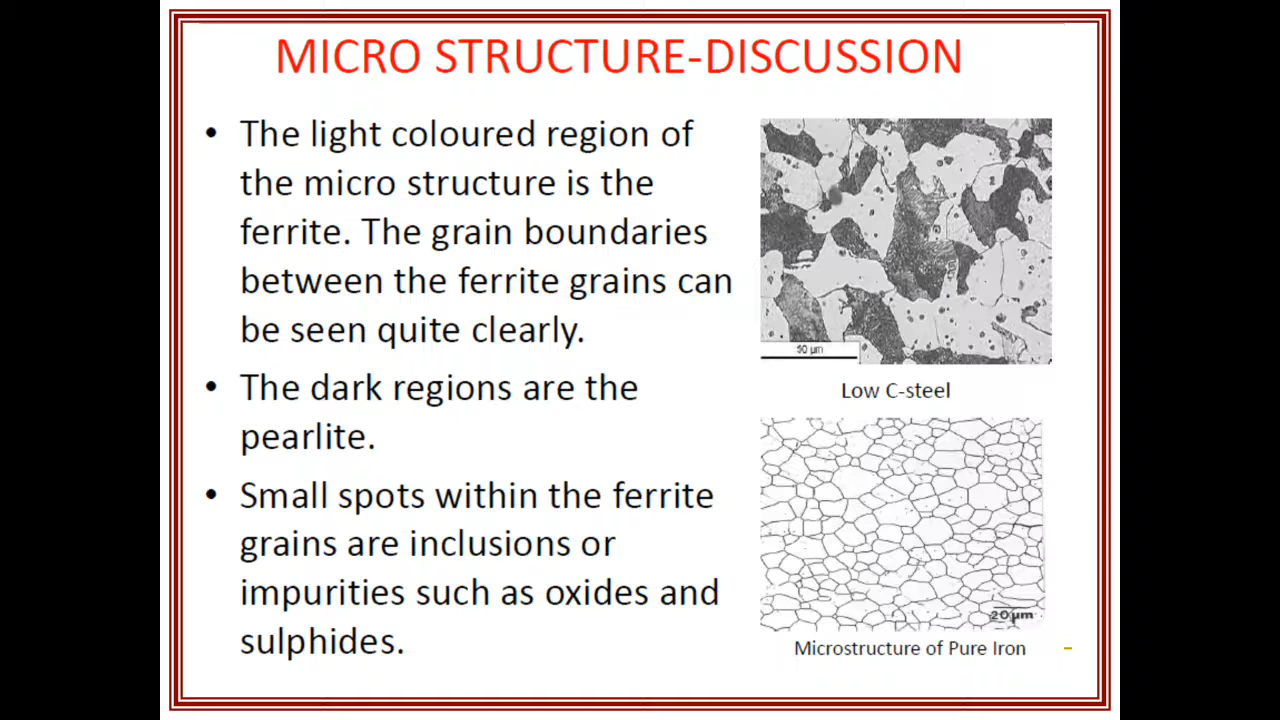 MICRO STRUCTURE-DISCUSSION
• The light coloured region of
the micro structure is the
ferrite. The grain boundaries
between the ferrite grains can
be seen quite clearly.
• The dark regions are the
pearlite.
• Small spots within the ferrite
grains are inclusions or
impurities such as oxides and
sulphides.
50 µm
Low C-steel
20µm
Microstructure of Pure Iron